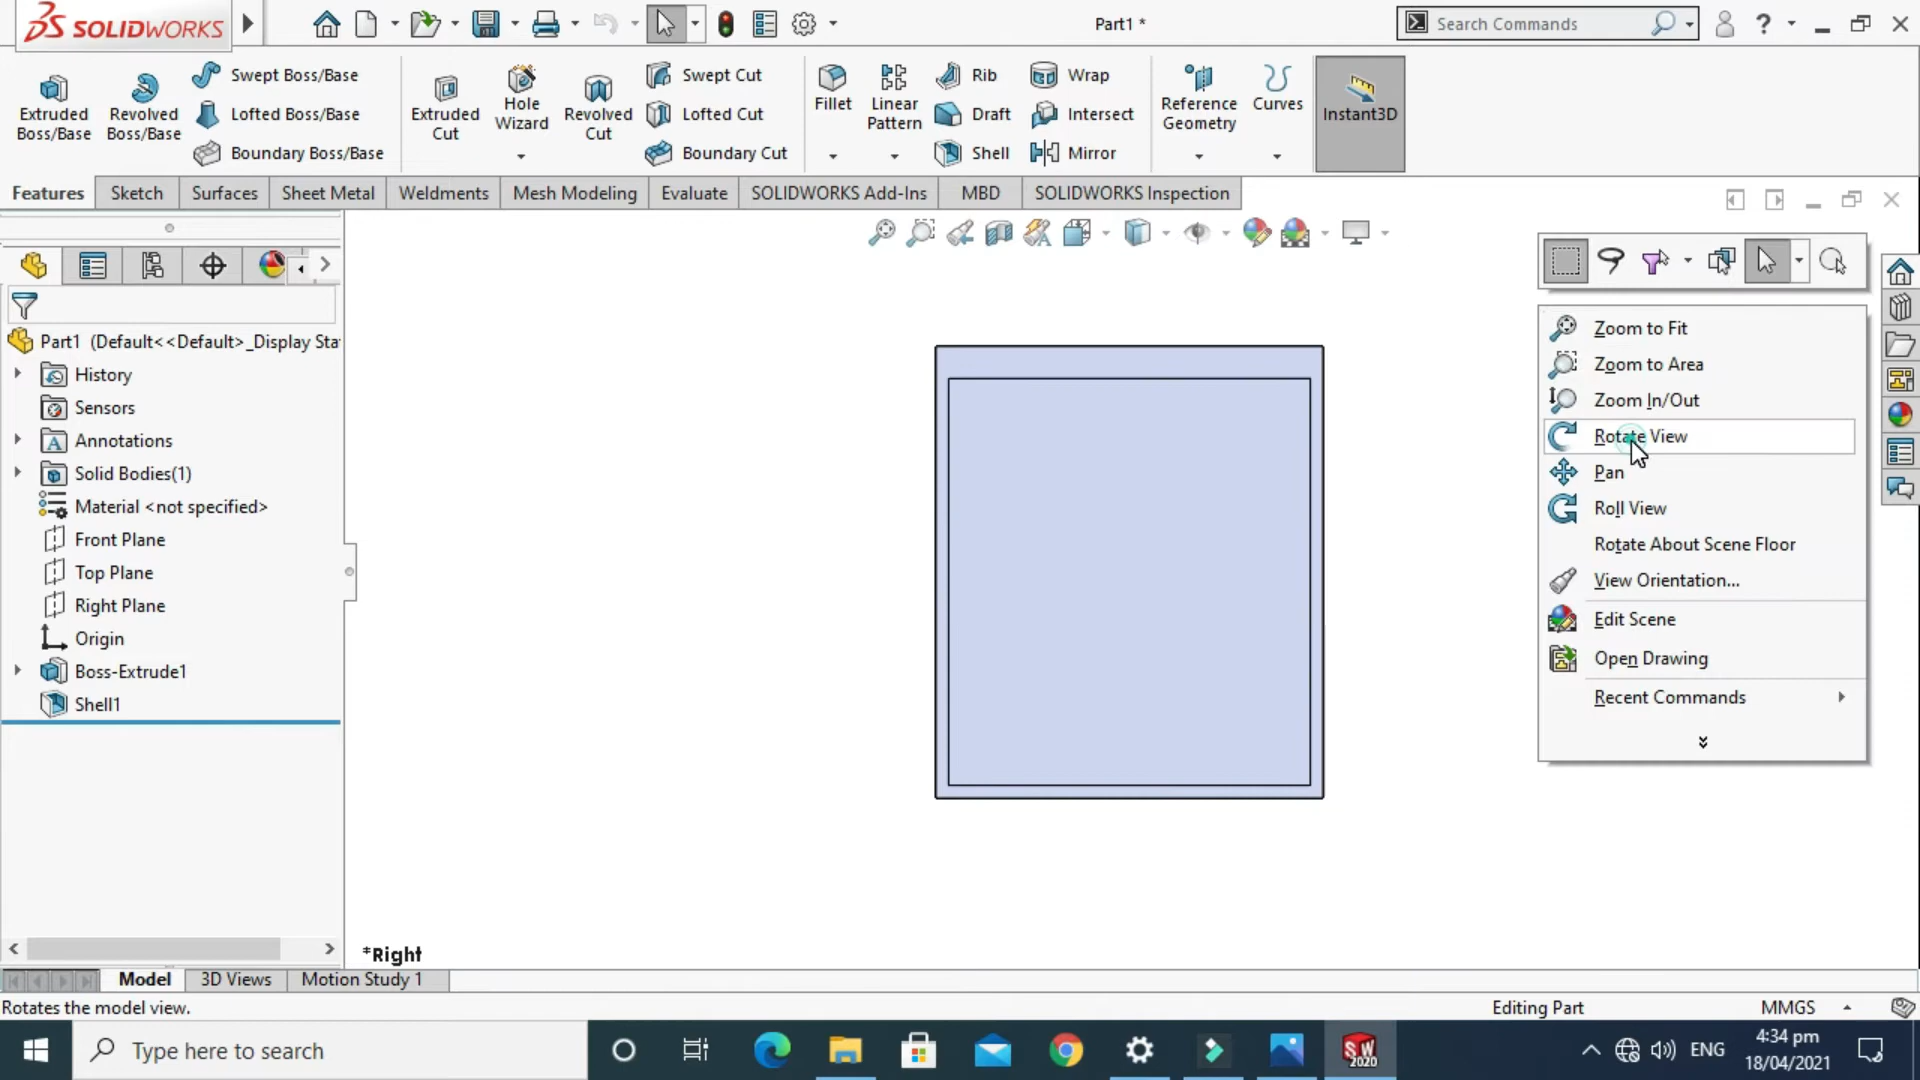 SOLIDWORKS
Part1 *
Search Commands
Extruded Boss/Base
Revolved Boss/Base
Swept Boss/Base
Lofted Boss/Base
Boundary Boss/Base
Extruded Cut
Hole Wizard
Revolved Cut
Swept Cut
Lofted Cut
Boundary Cut
Fillet
Linear Pattern
Rib
Draft
Shell
Wrap
Intersect
Mirror
Reference Geometry
Curves
Instant3D
Features
Sketch
Surfaces
Sheet Metal
Weldments
Mesh Modeling
Evaluate
SOLIDWORKS Add-Ins
MBD
SOLIDWORKS Inspection
Part1 (Default<<Default>_Display Sta
History
Sensors
Annotations
Solid Bodies(1)
Material <not specified>
Front Plane
Top Plane
Right Plane
Origin
Boss-Extrude1
Shell1
Zoom to Fit
Zoom to Area
Zoom In/Out
Rotate View
Pan
Roll View
Rotate About Scene Floor
View Orientation...
Edit Scene
Open Drawing
Recent Commands
*Right
Model
3D Views
Motion Study 1
Rotates the model view.
Editing Part
MMGS
Type here to search
SW
2020
ENG
4:34 pm
18/04/2021